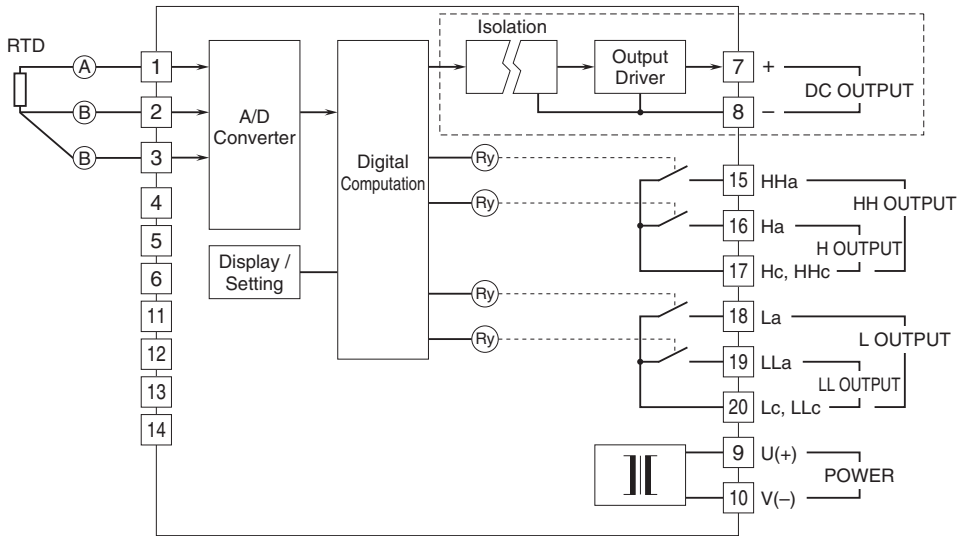 RTD
A
B
B
1
2
3
4
5
6
11
12
13
14
A/D
Converter
Display /
Setting
Digital
Computation
Isolation
Output
Driver
Ry
Ry
Ry
Ry
7 +
8 –
DC OUTPUT
15 HHa
16 Ha
17 Hc, HHc
HH OUTPUT
H OUTPUT
18 La
19 LLa
20 Lc, LLc
L OUTPUT
LL OUTPUT
9 U(+)
10 V(–)
POWER